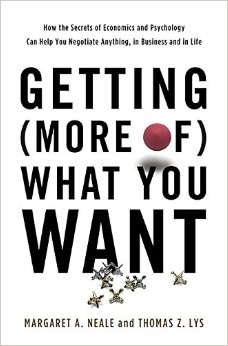 How the Secrets of Economics and Psychology
Can Help You Negotiate Anything, in Business and in Life
GETTING
(MORE OF)
WHAT YOU
WANT
MARGARET A. NEALE and THOMAS Z. LYS